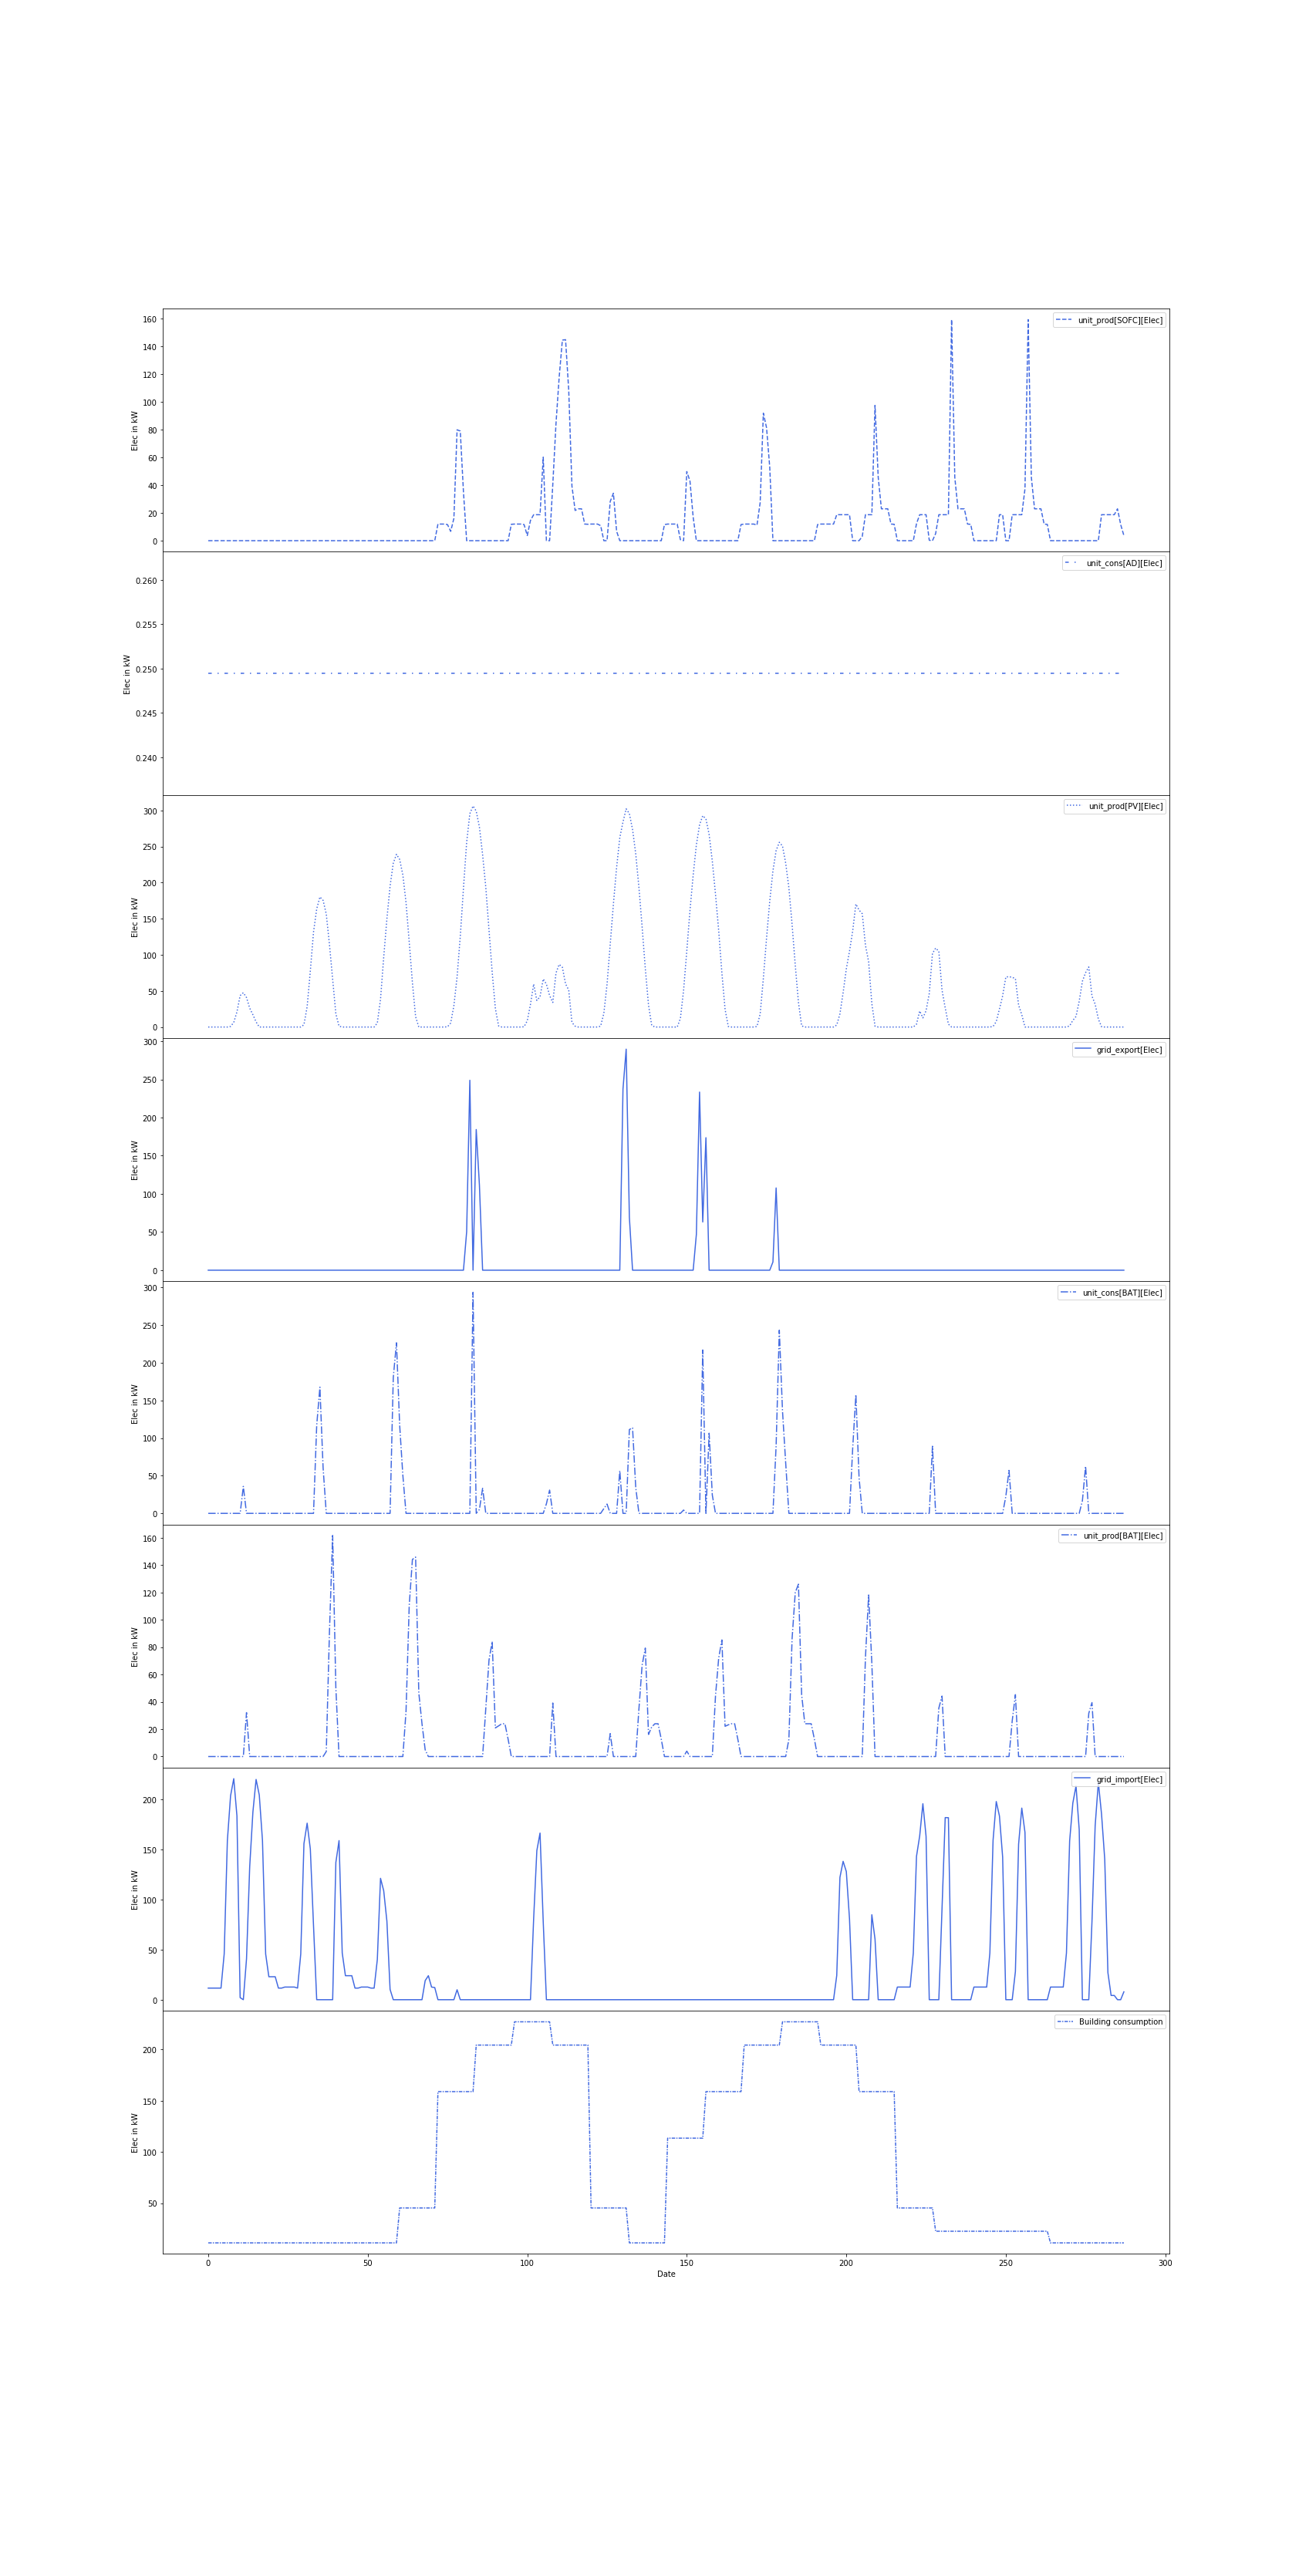 unit_prod[SOFC][Elec]
160
140
120
100
80
60
40
20
0
Elec in kW
unit_cons[AD][Elec]
0.260
0.255
0.250
0.245
0.240
Elec in kW
unit_prod[PV][Elec]
300
250
200
150
100
50
0
Elec in kW
grid_export[Elec]
300
250
200
150
100
50
0
Elec in kW
unit_cons[BAT][Elec]
300
250
200
150
100
50
0
Elec in kW
unit_prod[BAT][Elec]
160
140
120
100
80
60
40
20
0
Elec in kW
grid_import[Elec]
200
150
100
50
0
Elec in kW
Building consumption
200
150
100
50
Elec in kW
0 50 100 150 200 250 300
Date